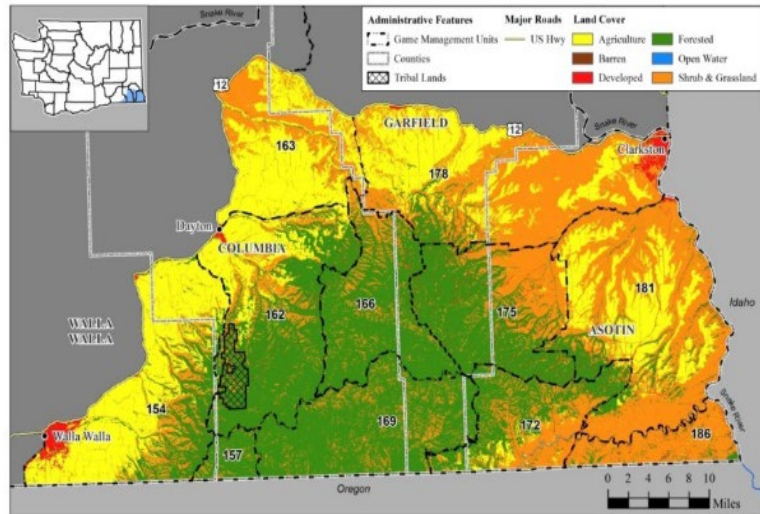 Snake River
Administrative Features
Major Roads
Land Cover
Game Management Units
US Hwy
Agriculture
Forested
Counties
Barren
Open Water
Tribal Lands
Developed
Shrub & Grassland
12
GARFIELD
12
Snake River
Clarkston
163
178
Dayton
COLUMBIA
181
166
Idaho
162
175
WALLA
WALLA
ASOTIN
154
169
172
Snake River
Walla Walla
186
157
Oregon
0 2 4 6 8 10
Miles